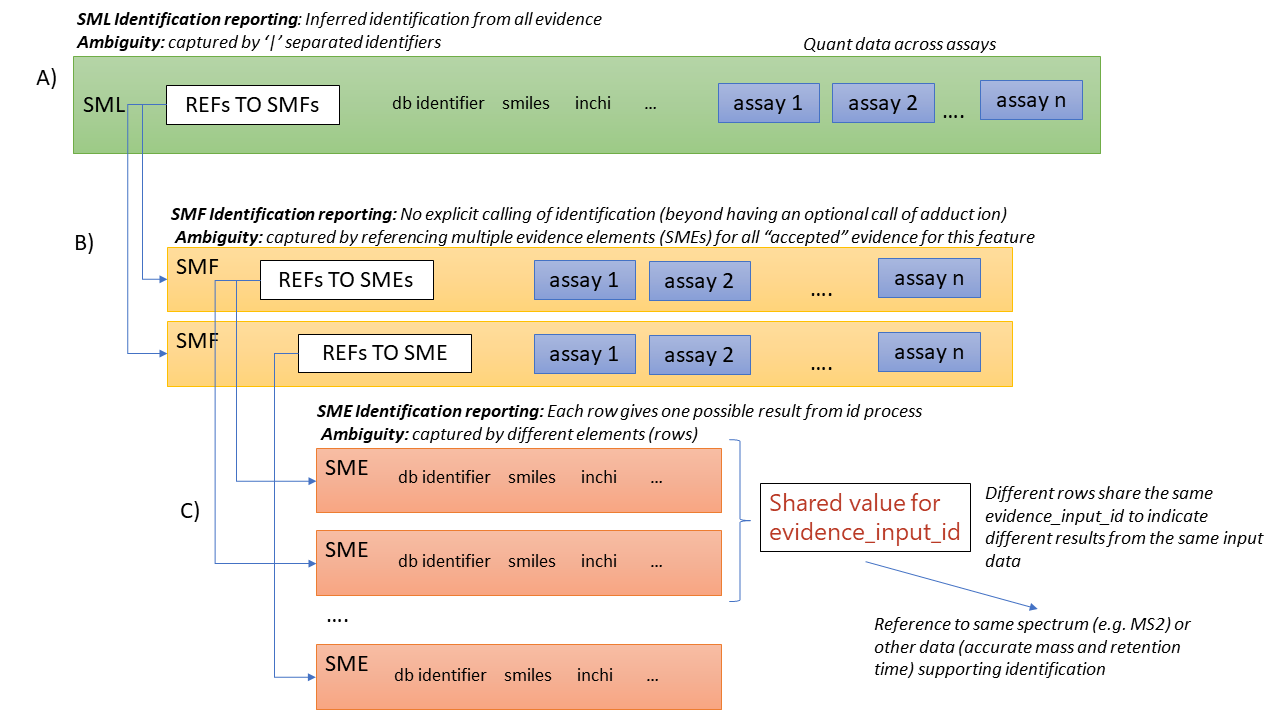 SML Identification reporting: Inferred identification from all evidence
Ambiguity: captured by ‘|’ separated identifiers
Quant data across assays
A)
SML
REFs TO SMFs
db identifier smiles inchi ...
assay 1 assay 2 .... assay n
SMF Identification reporting: No explicit calling of identification (beyond having an optional call of adduct ion)
B)
Ambiguity: captured by referencing multiple evidence elements (SMEs) for all “accepted” evidence for this feature
SMF
REFs TO SMEs
assay 1 assay 2 .... assay n
SMF
REFs TO SME
assay 1 assay 2 .... assay n
SME Identification reporting: Each row gives one possible result from id process
Ambiguity: captured by different elements (rows)
C)
SME
db identifier smiles inchi ...
SME
db identifier smiles inchi ...
....
SME
db identifier smiles inchi ...
Shared value for
evidence_input_id
Different rows share the same
evidence_input_id to indicate
different results from the same input
data
Reference to same spectrum (e.g. MS2) or
other data (accurate mass and retention
time) supporting identification